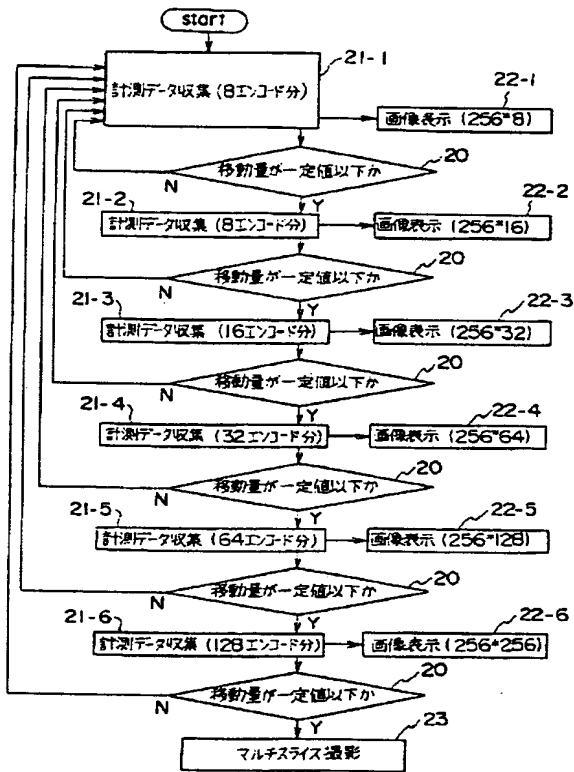 start
21-1
計測データ収集 (8エンコード分)
22-1
画像表示 (256*8)
20
移動量が一定値以下か
N
Y
21-2
計測データ収集 (8エンコード分)
22-2
画像表示 (256*16)
20
移動量が一定値以下か
N
Y
21-3
計測データ収集 (16エンコード分)
22-3
画像表示 (256*32)
20
移動量が一定値以下か
N
Y
21-4
計測データ収集 (32エンコード分)
22-4
画像表示 (256*64)
20
移動量が一定値以下か
N
Y
21-5
計測データ収集 (64エンコード分)
22-5
画像表示 (256*128)
20
移動量が一定値以下か
N
Y
21-6
計測データ収集 (128エンコード分)
22-6
画像表示 (256*256)
20
移動量が一定値以下か
N
Y
23
マルチスライス撮影